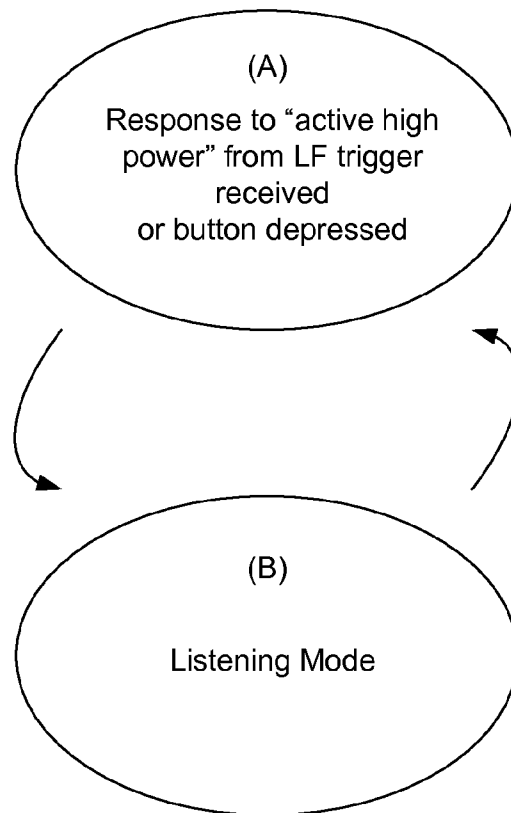 (A)
Response to “active high
power” from LF trigger
received
or button depressed
(B)
Listening Mode